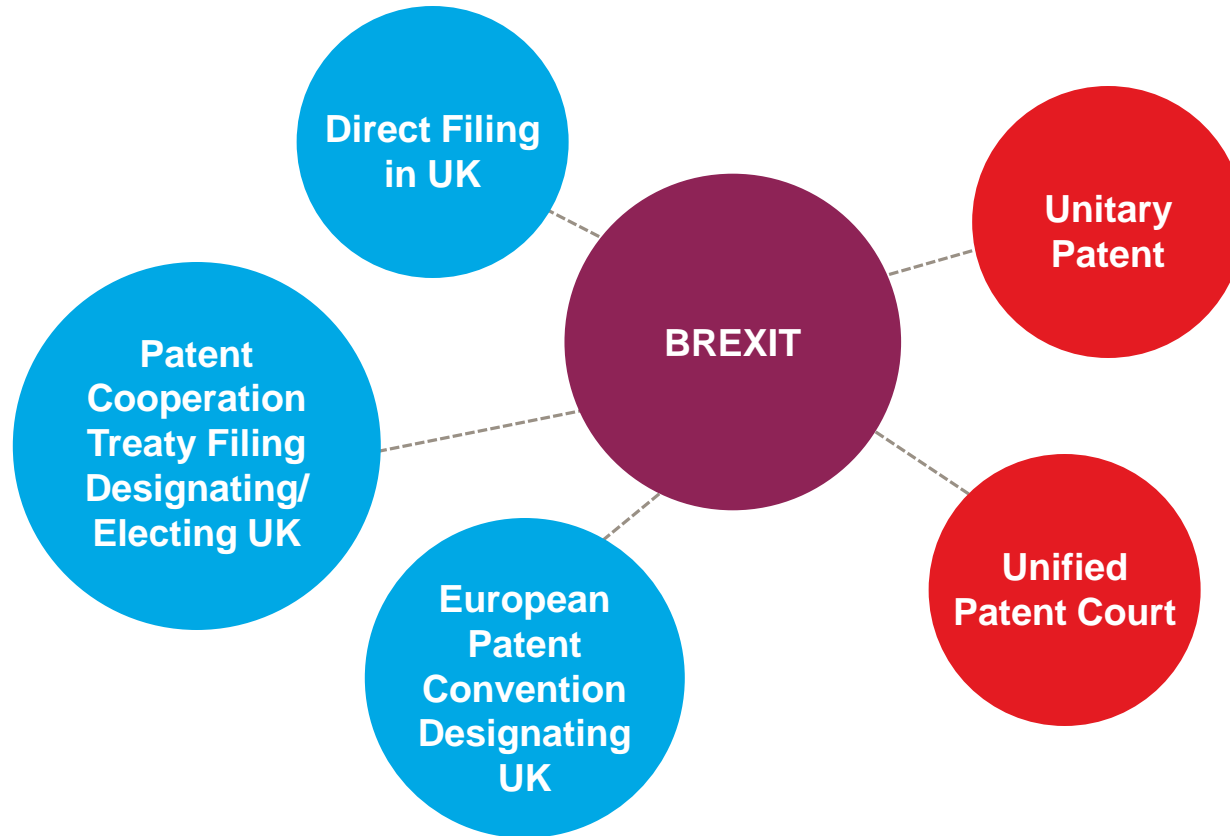 Direct Filing
in UK
Patent
Cooperation
Treaty Filing
Designating/
Electing UK
European
Patent
Convention
Designating
UK
BREXIT
Unitary
Patent
Unified
Patent Court